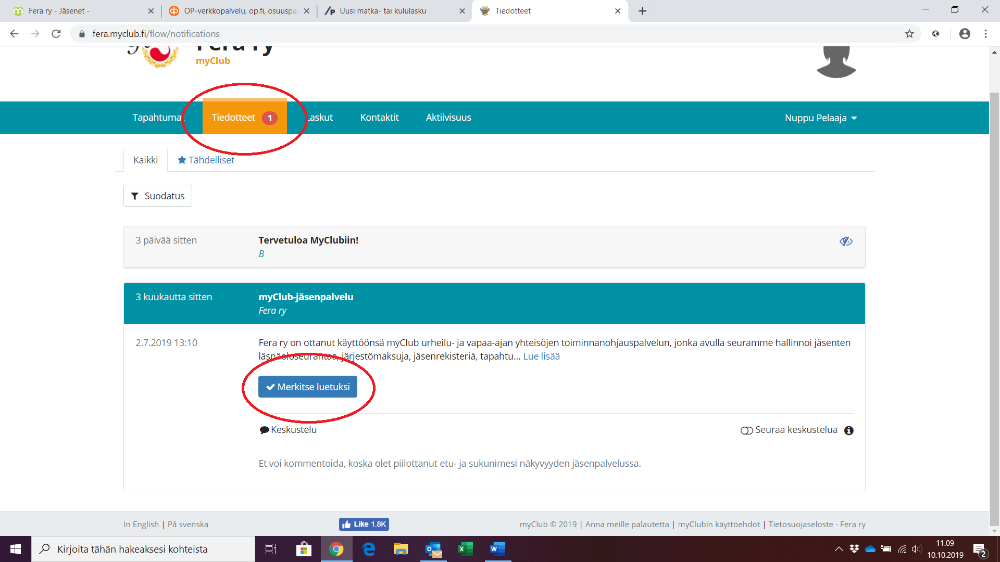 Fera ry - Jäsenet -
OP-verkkopalvelu, op.fi, osuuspa
Uusi matka- tai kululasku
Tiedotteet
fera.myclub.fi/flow/notifications
Fera ry
myClub
Tapahtumat
Tiedotteet 1
Laskut
Kontaktit
Aktiivisuus
Nuppu Pelaaja
Kaikki
Tähdelliset
Suodatus
3 päivää sitten
Tervetuloa MyClubiin!
B
3 kuukautta sitten
myClub-jäsenpalvelu
Fera ry
2.7.2019 13:10
Fera ry on ottanut käyttöönsä myClub urheilu- ja vapaa-ajan yhteisöjen toiminnanohjauspalvelun, jonka avulla seuramme hallinnoi jäsenten
läsnäoloseurantaa, järjestömaksuja, jäsenrekisteriä, tapahtu... Lue lisää
Merkitse luetuksi
Keskustelu
Seuraa keskustelua
Et voi kommentoida, koska olet piilottanut etu- ja sukunimesi näkyvyyden jäsenpalvelussa.
In English | På svenska
Like 1.8K
myClub © 2019 | Anna meille palautetta | myClubin käyttöehdot | Tietosuojaseloste - Fera ry
Kirjoita tähän hakeaksesi kohteista
11.09
10.10.2019
2